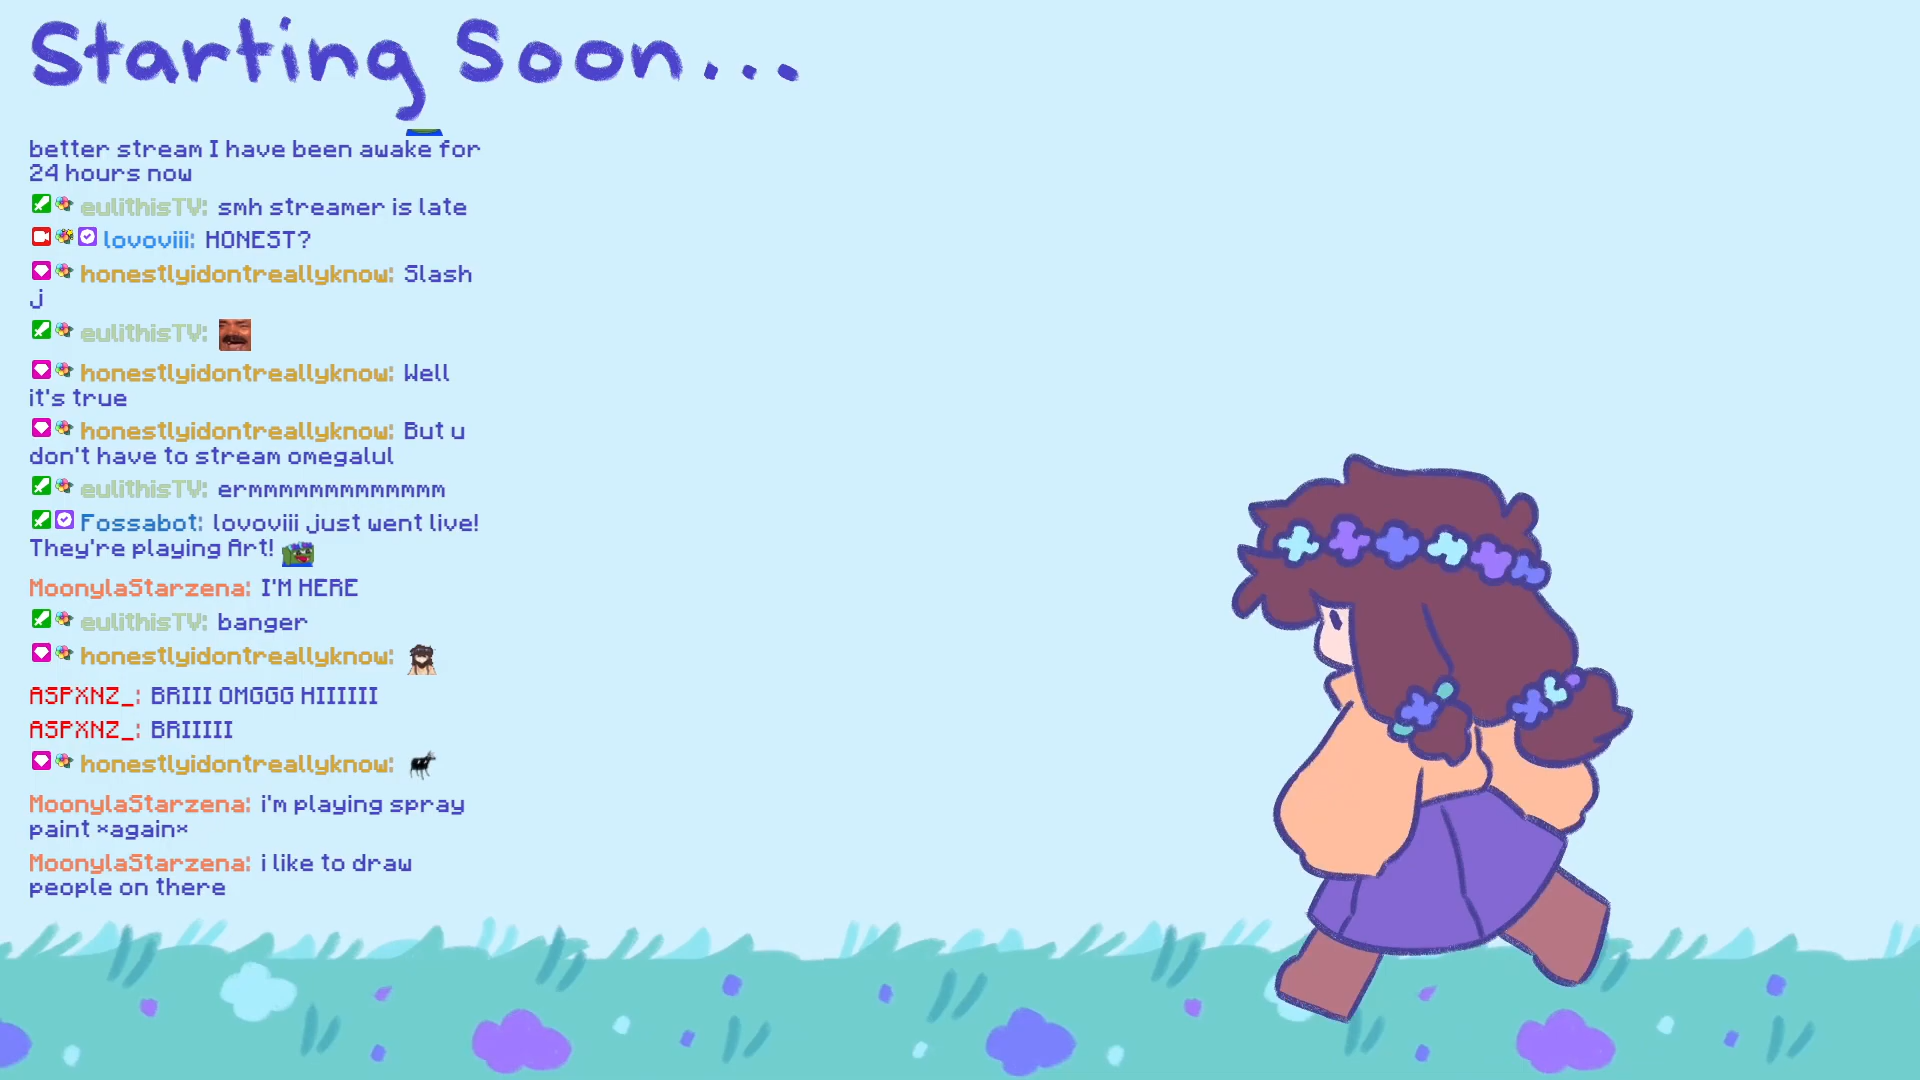 Starting Soon...
better stream I have been awake for
24 hours now
eulithisTV: smh streamer is late
lovoviii: HONEST?
honestlyidontreallyknow: Slash
j
eulithisTV:
honestlyidontreallyknow: Well
it's true
honestlyidontreallyknow: But u
don't have to stream omegalul
eulithisTV: ermmmmmmmmmmmmm
Fossabot: lovoviii just went live!
They're playing Art!
MoonylaStarzena: I'M HERE
eulithisTV: banger
honestlyidontreallyknow:
ASPXNZ_: BRIII OMGGG HIIIIII
ASPXNZ_: BRIIIII
honestlyidontreallyknow:
MoonylaStarzena: i'm playing spray
paint *again*
MoonylaStarzena: i like to draw
people on there